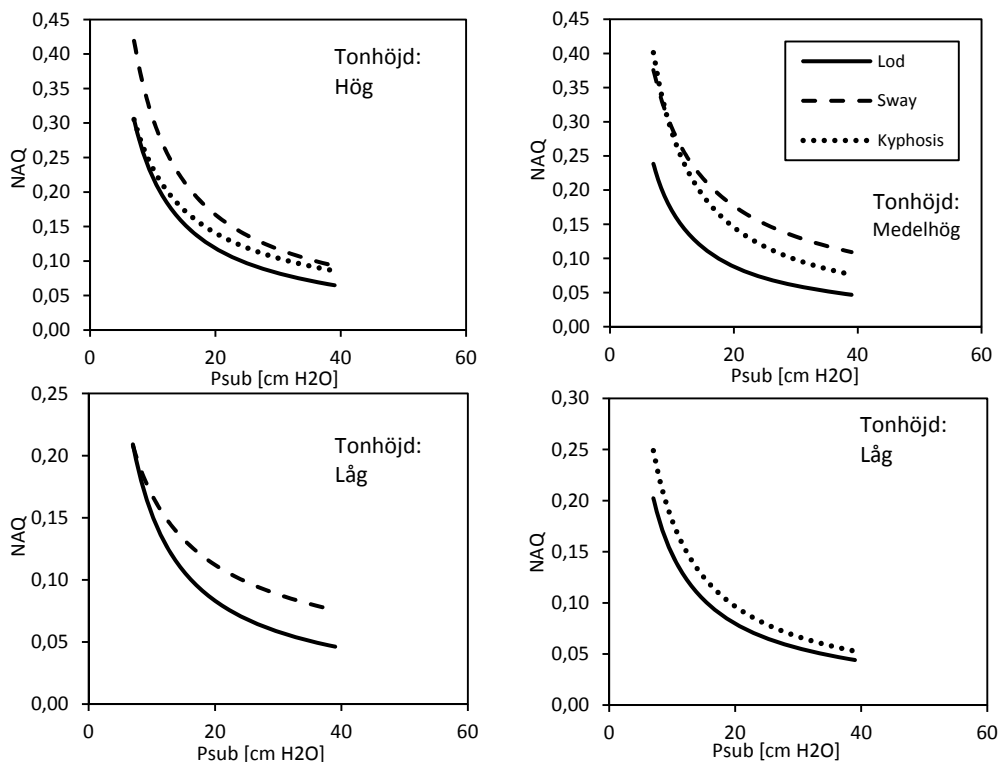 0,45
0,40
0,35
0,30
0,25
0,20
0,15
0,10
0,05
0,00
NAQ
Tonhöjd:
Hög
0 20 40 60
Psub [cm H2O]
0,45
0,40
0,35
0,30
0,25
0,20
0,15
0,10
0,05
0,00
NAQ
Lod
Sway
Kyphosis
Tonhöjd:
Medelhög
0 20 40 60
Psub [cm H2O]
0,25
0,20
0,15
0,10
0,05
0,00
NAQ
Tonhöjd:
Låg
0 20 40 60
Psub [cm H2O]
0,30
0,25
0,20
0,15
0,10
0,05
0,00
NAQ
Tonhöjd:
Låg
0 20 40 60
Psub [cm H2O]